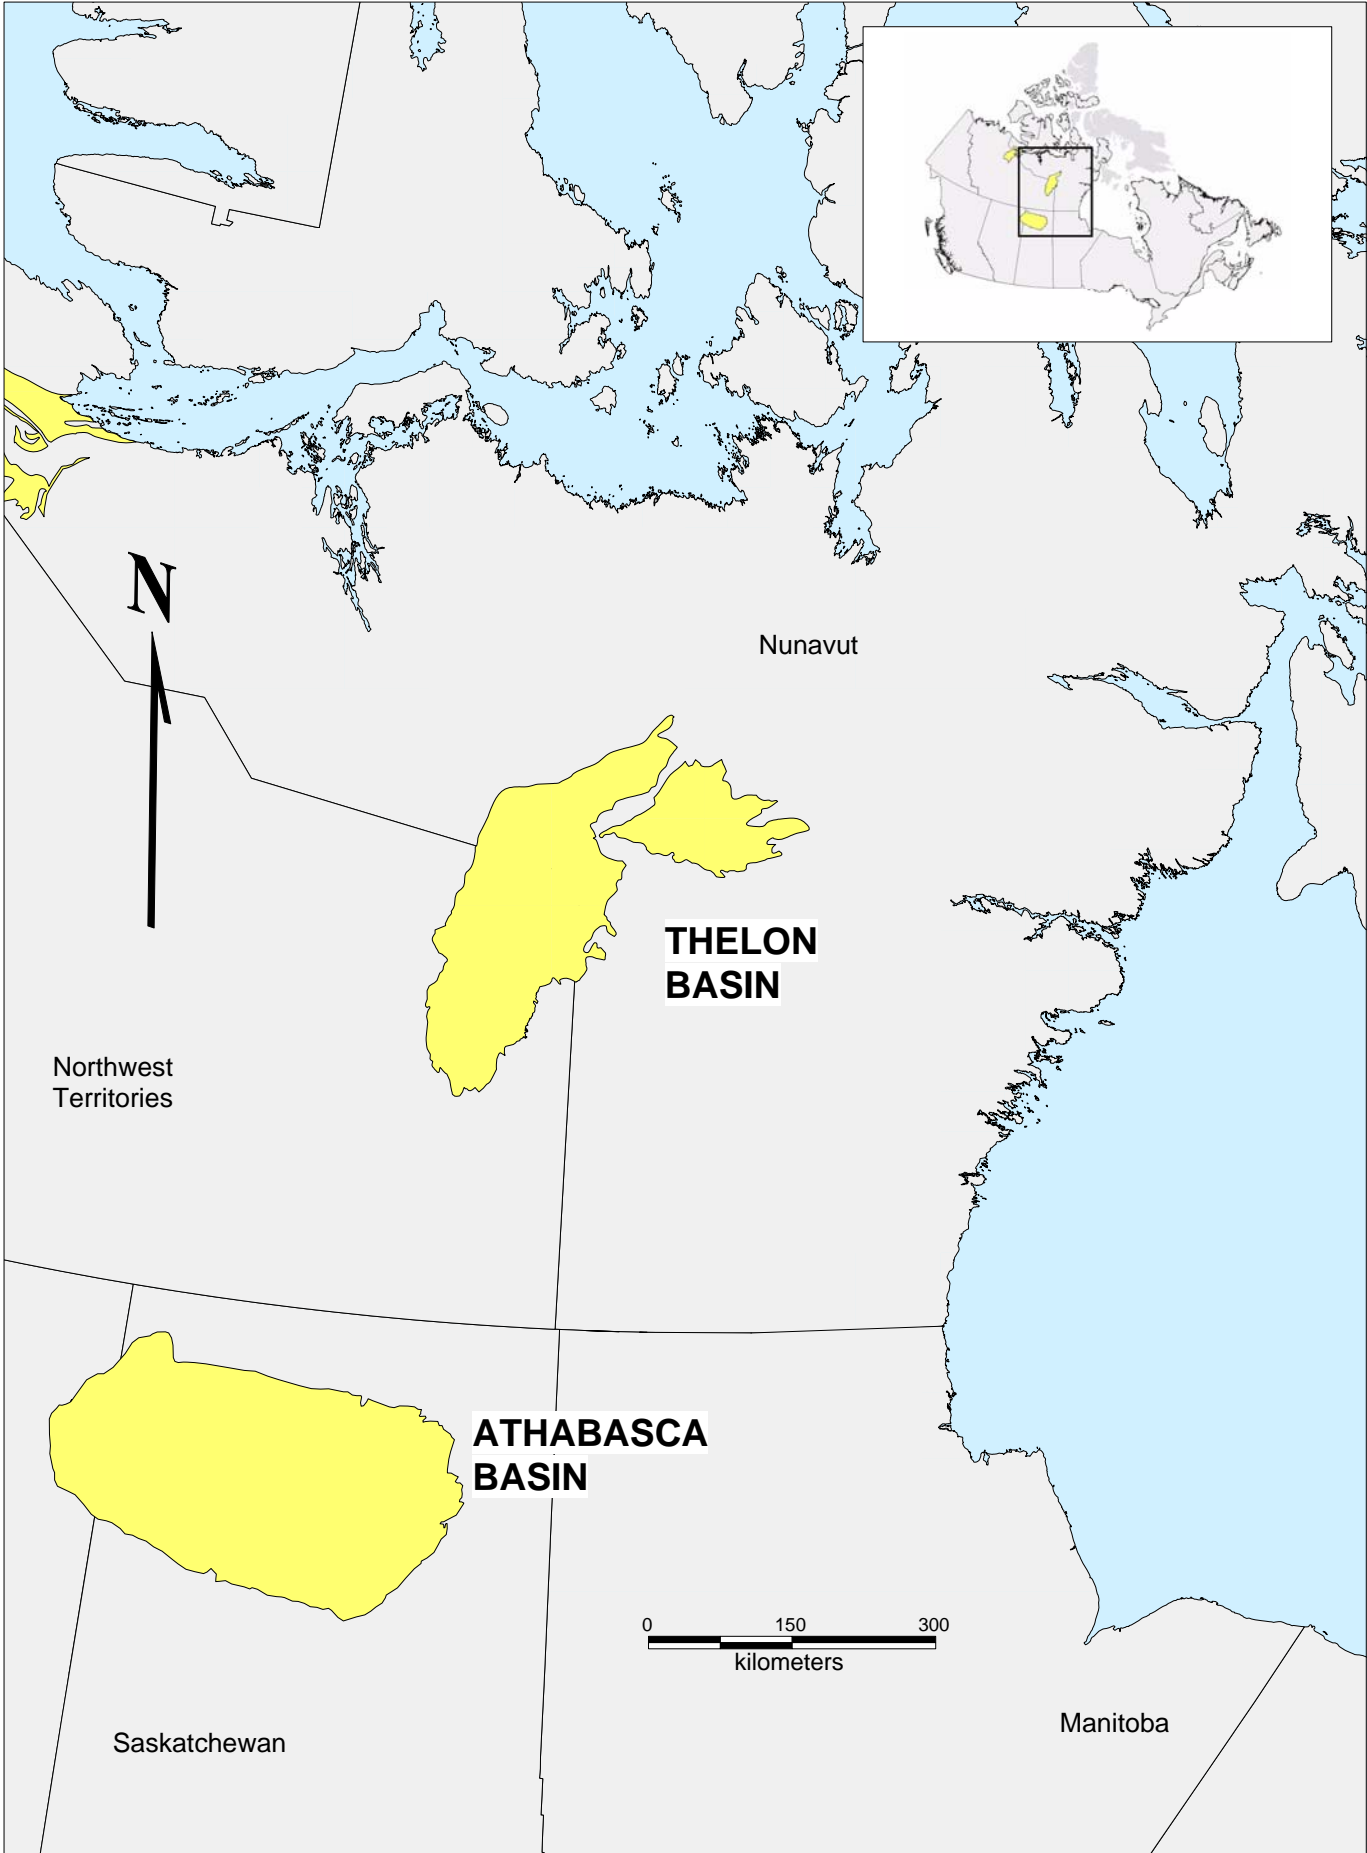 N
Nunavut
THELON
BASIN
Northwest
Territories
ATHABASCA
BASIN
0 150 300
kilometers
Saskatchewan
Manitoba